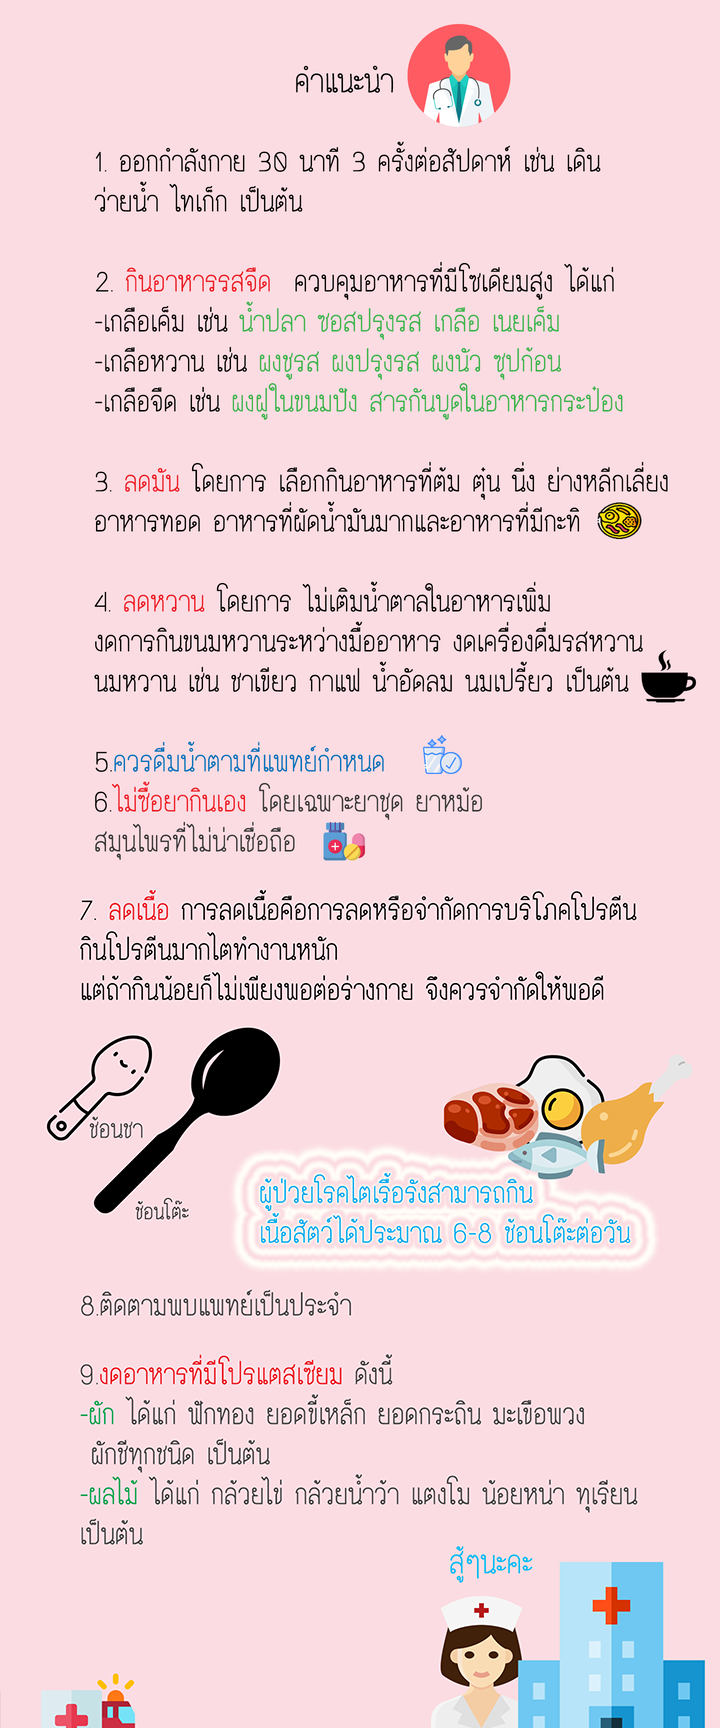 คำแนะนำ
1. ออกกำลังกาย 30 นาที 3 ครั้งต่อสัปดาห์ เช่น เดิน
ว่ายน้ำ ไทเก็ก เป็นต้น
2. กินอาหารรสจืด ควบคุมอาหารที่มีโซเดียมสูง ได้แก่
-เกลือเค็ม เช่น น้ำปลา ซอสปรุงรส เกลือ เนยเค็ม
-เกลือหวาน เช่น ผงชูรส ผงปรุงรส ผงนัว ซุปก้อน
-เกลือจืด เช่น ผงฟูในขนมปัง สารกันบูดในอาหารกระป๋อง
3. ลดมัน โดยการ เลือกกินอาหารที่ต้ม ตุ๋น นึ่ง ย่างหลีกเลี่ยง
อาหารทอด อาหารที่ผัดน้ำมันมากและอาหารที่มีกะทิ
4. ลดหวาน โดยการ ไม่เติมน้ำตาลในอาหารเพิ่ม
งดการกินขนมหวานระหว่างมื้ออาหาร งดเครื่องดื่มรสหวาน
นมหวาน เช่น ชาเขียว กาแฟ น้ำอัดลม นมเปรี้ยว เป็นต้น
5.ควรดื่มน้ำตามที่แพทย์กำหนด
6.ไม่ซื้อยากินเอง โดยเฉพาะยาชุด ยาหม้อ
สมุนไพรที่ไม่น่าเชื่อถือ
7. ลดเนื้อ การลดเนื้อคือการลดหรือจำกัดการบริโภคโปรตีน
กินโปรตีนมากไตทำงานหนัก
แต่ถ้ากินน้อยก็ไม่เพียงพอต่อร่างกาย จึงควรจำกัดให้พอดี
ช้อนชา
ช้อนโต๊ะ
ผู้ป่วยโรคไตเรื้อรังสามารถกิน
เนื้อสัตว์ได้ประมาณ 6-8 ช้อนโต๊ะต่อวัน
8.ติดตามพบแพทย์เป็นประจำ
9.งดอาหารที่มีโปรแตสเซียม ดังนี้
-ผัก ได้แก่ ฟักทอง ยอดขี้เหล็ก ยอดกระถิน มะเขือพวง
ผักชีทุกชนิด เป็นต้น
-ผลไม้ ได้แก่ กล้วยไข่ กล้วยน้ำว้า แตงโม น้อยหน่า ทุเรียน
เป็นต้น
สู้ๆนะคะ